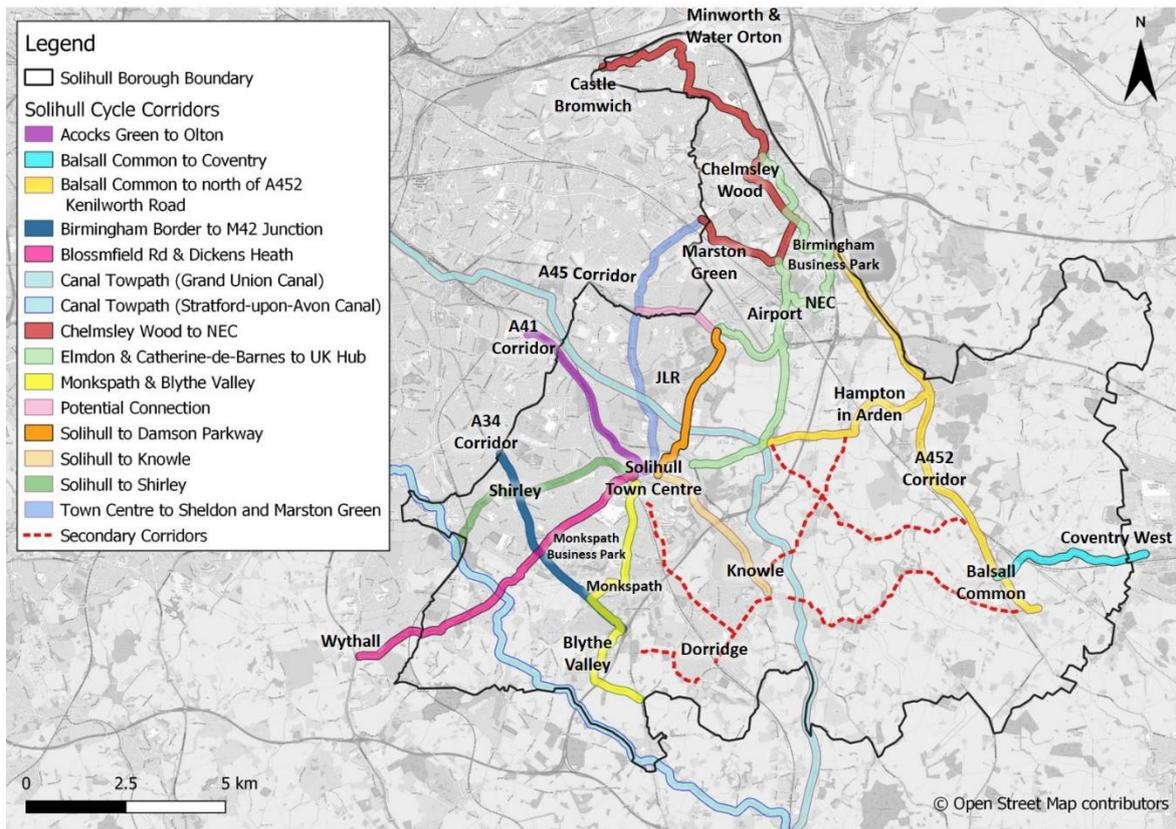 Legend
Solihull Borough Boundary
Solihull Cycle Corridors
Acocks Green to Olton
Balsall Common to Coventry
Balsall Common to north of A452
Kenilworth Road
Birmingham Border to M42 Junction
Blossmfield Rd & Dickens Heath
Canal Towpath (Grand Union Canal)
Canal Towpath (Stratford-upon-Avon Canal)
Chelmsley Wood to NEC
Elmdon & Catherine-de-Barnes to UK Hub
Monkspath & Blythe Valley
Potential Connection
Solihull to Damson Parkway
Solihull to Knowle
Solihull to Shirley
Town Centre to Sheldon and Marston Green
Secondary Corridors
Minworth &
Water Orton
N
Castle
Bromwich
Chelmsley
Wood
Marston
Green
Birmingham
Business Park
A45 Corridor
Airport
NEC
A41
Corridor
JLR
Hampton
in Arden
A34
Corridor
A452
Corridor
Solihull
Town Centre
Shirley
Monkspath
Business Park
Coventry West
Knowle
Balsall
Common
Monkspath
Wythall
Blythe
Valley
Dorridge
0 2.5 5 km
© Open Street Map contributors